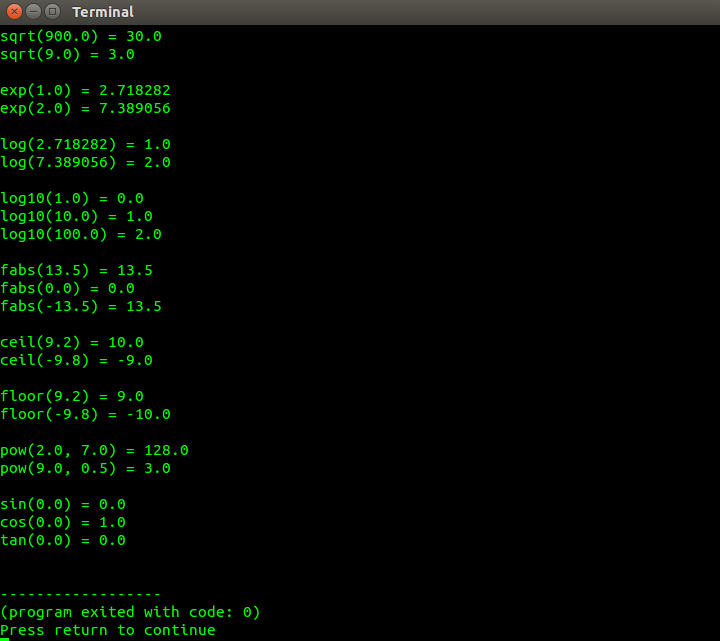 Terminal
sqrt(900.0) = 30.0
sqrt(9.0) = 3.0
exp(1.0) = 2.718282
exp(2.0) = 7.389056
log(2.718282) = 1.0
log(7.389056) = 2.0
log10(1.0) = 0.0
log10(10.0) = 1.0
log10(100.0) = 2.0
fabs(13.5) = 13.5
fabs(0.0) = 0.0
fabs(-13.5) = 13.5
ceil(9.2) = 10.0
ceil(-9.8) = -9.0
floor(9.2) = 9.0
floor(-9.8) = -10.0
pow(2.0, 7.0) = 128.0
pow(9.0, 0.5) = 3.0
sin(0.0) = 0.0
cos(0.0) = 1.0
tan(0.0) = 0.0
------------------
(program exited with code: 0)
Press return to continue